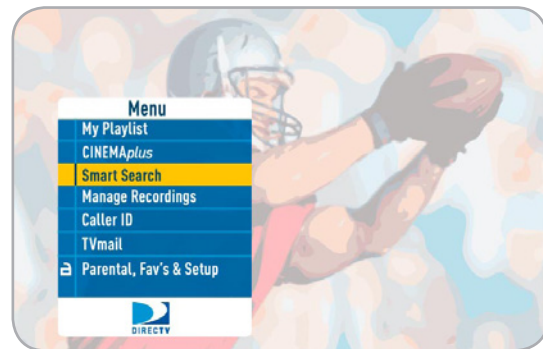 Menu
My Playlist
CINEMAplus
Smart Search
Manage Recordings
Caller ID
TVmail
a Parental, Fav's & Setup
DIRECTV